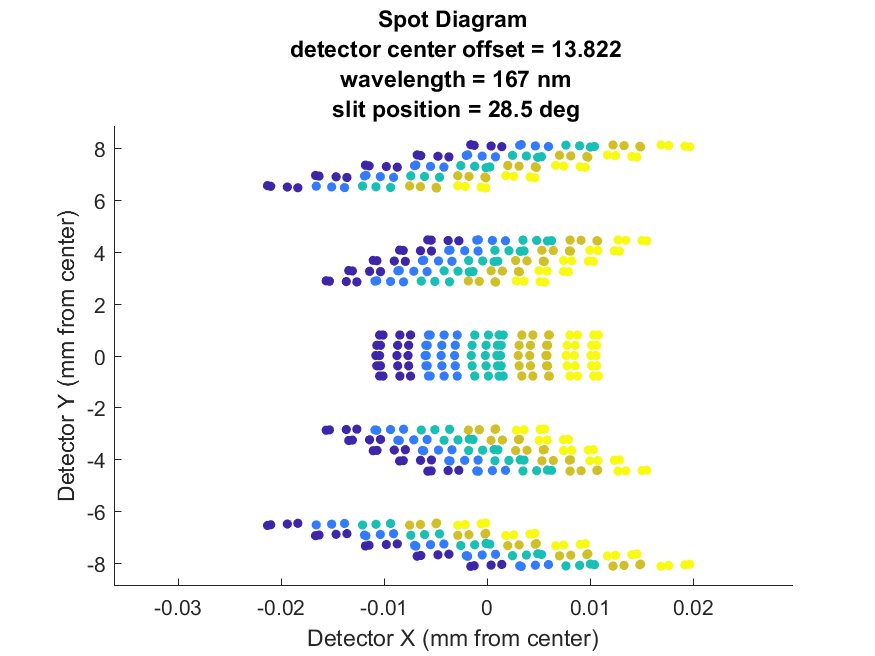 Spot Diagram
detector center offset = 13.822
wavelength = 167 nm
slit position = 28.5 deg
8
6
4
2
0
-2
-4
-6
-8
Detector Y (mm from center)
-0.03 -0.02 -0.01 0 0.01 0.02
Detector X (mm from center)